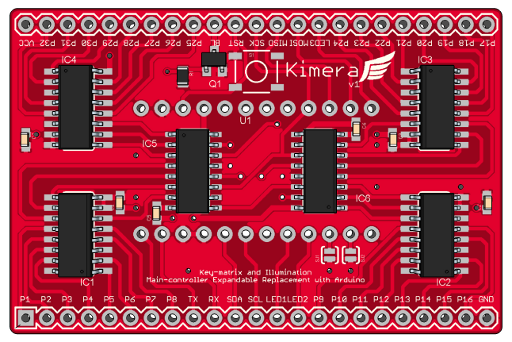 VCC P32 P31 P30 P29 P28 P27 P26 P25 BL RST SCK MISO MOSI LED3 P24 P23 P22 P21 P20 P19 P18 P17
IC4
Q1
Kimera
v1
IC3
U1
IC5
IC6
IC1
IC2
Key-matrix and Illumination
Main-controller Expandable Replacement with Arduino
P1 P2 P3 P4 P5 P6 P7 P8 TX RX SDA SCL LED1 LED2 P9 P10 P11 P12 P13 P14 P15 P16 GND